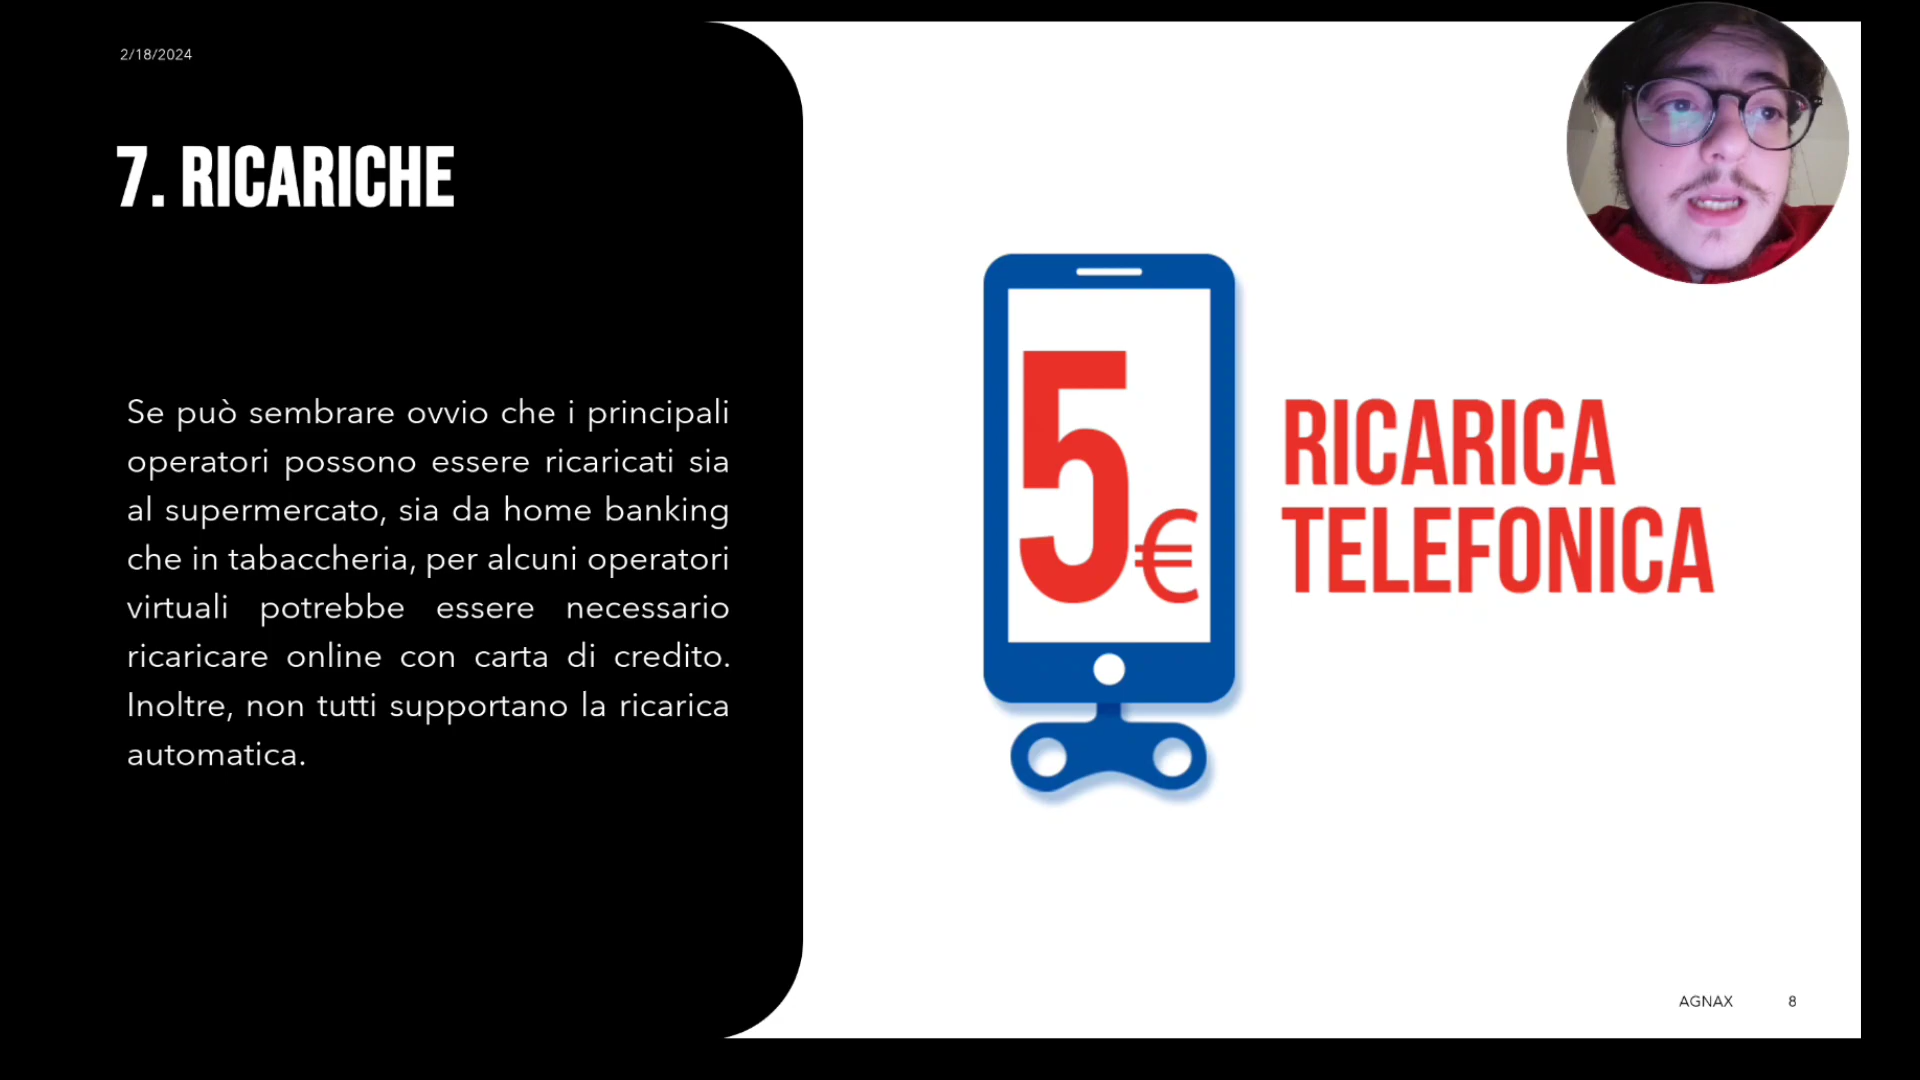 2/18/2024
7. RICARICHE
Se può sembrare ovvio che i principali
operatori possono essere ricaricati sia
al supermercato, sia da home banking
che in tabaccheria, per alcuni operatori
virtuali potrebbe essere necessario
ricaricare online con carta di credito.
Inoltre, non tutti supportano la ricarica
automatica.
5€
RICARICA
TELEFONICA
AGNAX 8